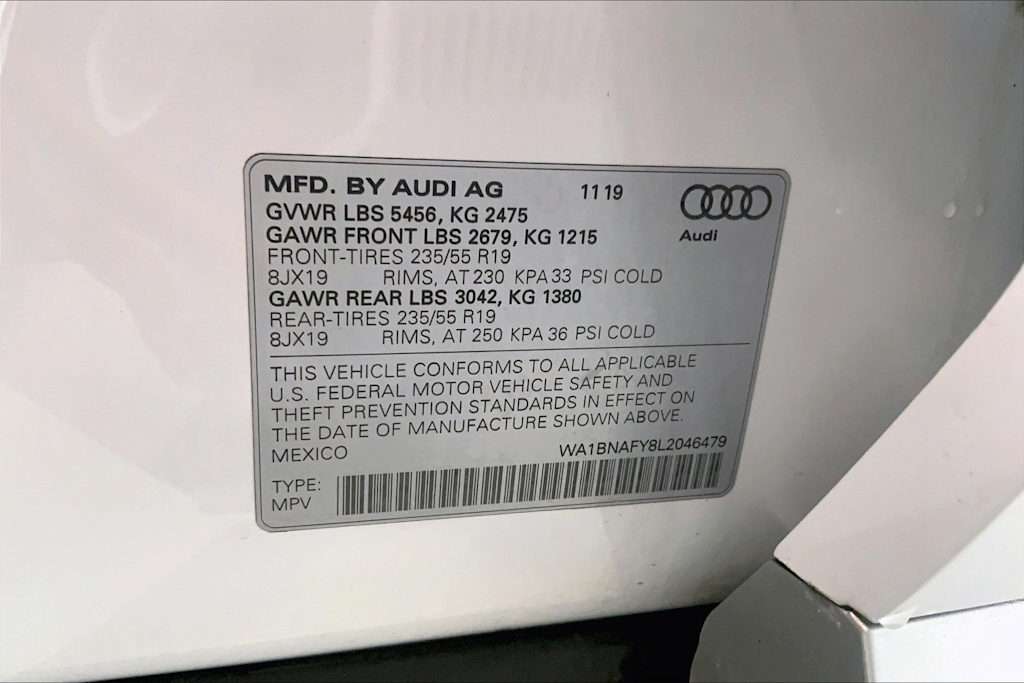 MFD. BY AUDI AG 11 19
GVWR LBS 5456, KG 2475
GAWR FRONT LBS 2679, KG 1215
Audi
FRONT-TIRES 235/55 R19
8JX19 RIMS, AT 230 KPA 33 PSI COLD
GAWR REAR LBS 3042, KG 1380
REAR-TIRES 235/55 R19
8JX19 RIMS, AT 250 KPA 36 PSI COLD
THIS VEHICLE CONFORMS TO ALL APPLICABLE
U.S. FEDERAL MOTOR VEHICLE SAFETY AND
THEFT PREVENTION STANDARDS IN EFFECT ON
THE DATE OF MANUFACTURE SHOWN ABOVE.
MEXICO WA1BNAFY8L2046479
TYPE:
MPV